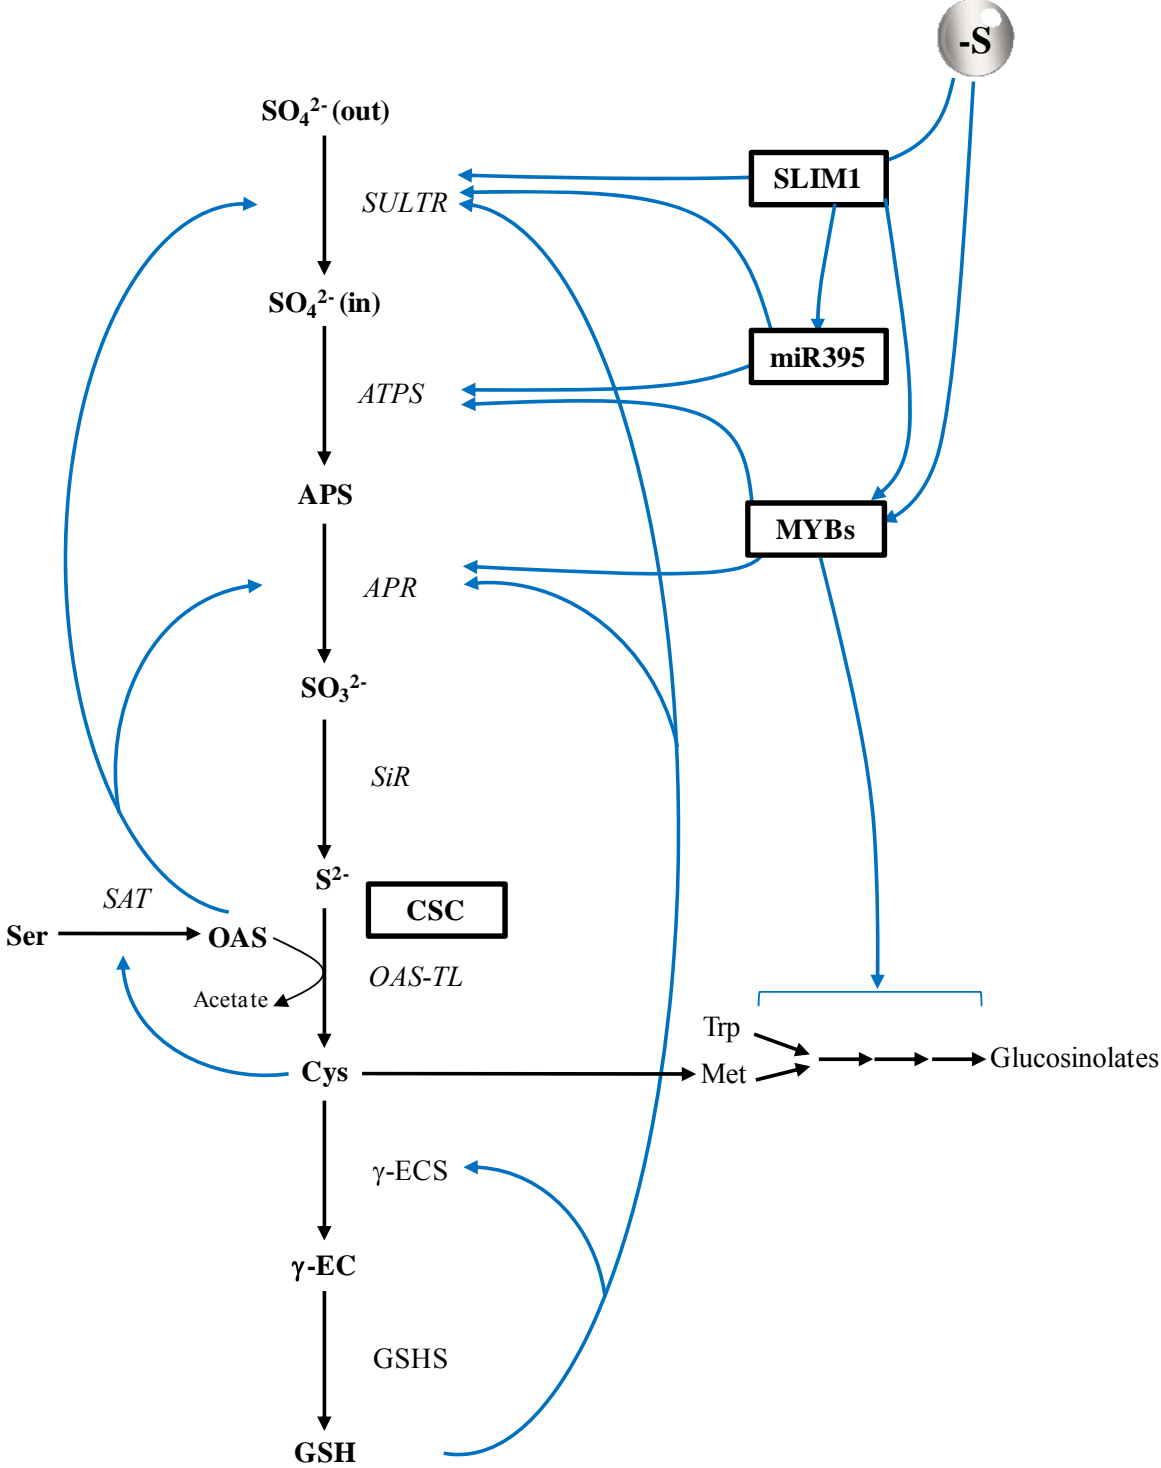 -S
SO₄²⁻ (out)
SLIM1
SULTR
SO₄²⁻ (in)
miR395
ATPS
APS
MYBs
APR
SO₃²⁻
SiR
S²⁻
SAT
CSC
Ser
OAS
OAS-TL
Acetate
Trp
Glucosinolates
Cys
Met
γ-ECS
γ-EC
GSHS
GSH